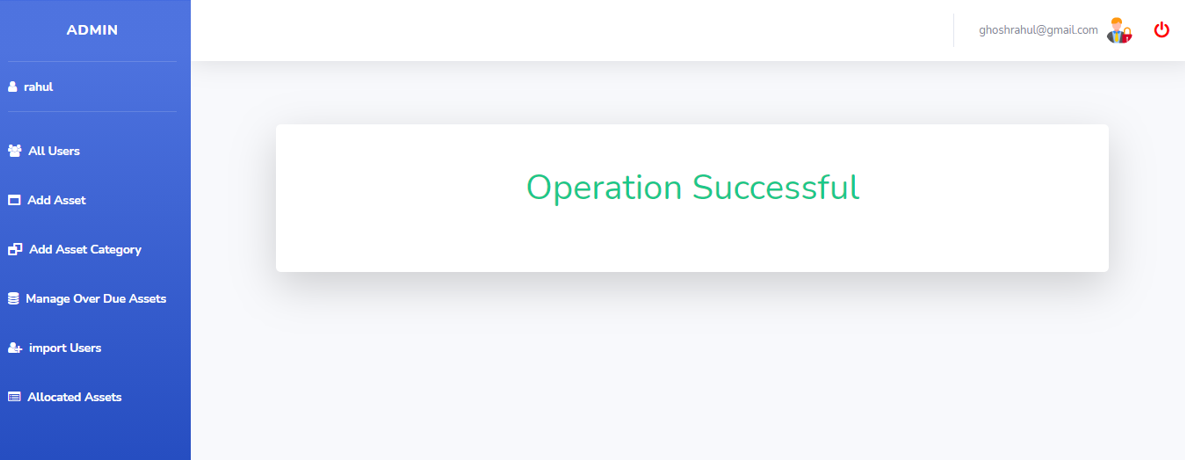 ADMIN
ghoshrahul@gmail.com
rahul
All Users
Add Asset
Add Asset Category
Manage Over Due Assets
import Users
Allocated Assets
Operation Successful